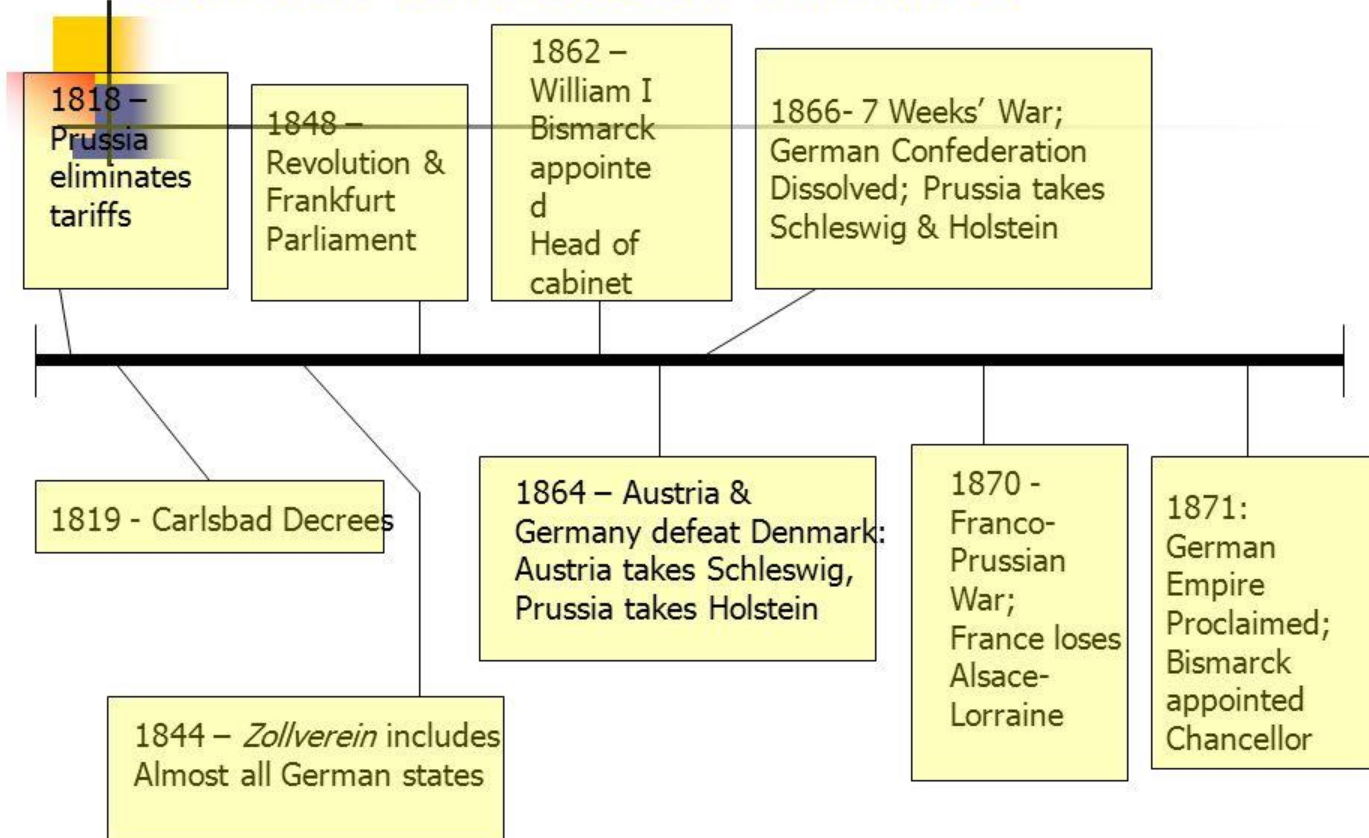 1818 –
Prussia
eliminates
tariffs
1848 –
Revolution &
Frankfurt
Parliament
1862 –
William I
Bismarck
appointe
d
Head of
cabinet
1866- 7 Weeks’ War;
German Confederation
Dissolved; Prussia takes
Schleswig & Holstein
1819 - Carlsbad Decrees
1844 – Zollverein includes
Almost all German states
1864 – Austria &
Germany defeat Denmark:
Austria takes Schleswig,
Prussia takes Holstein
1870 -
Franco-
Prussian
War;
France loses
Alsace-
Lorraine
1871:
German
Empire
Proclaimed;
Bismarck
appointed
Chancellor